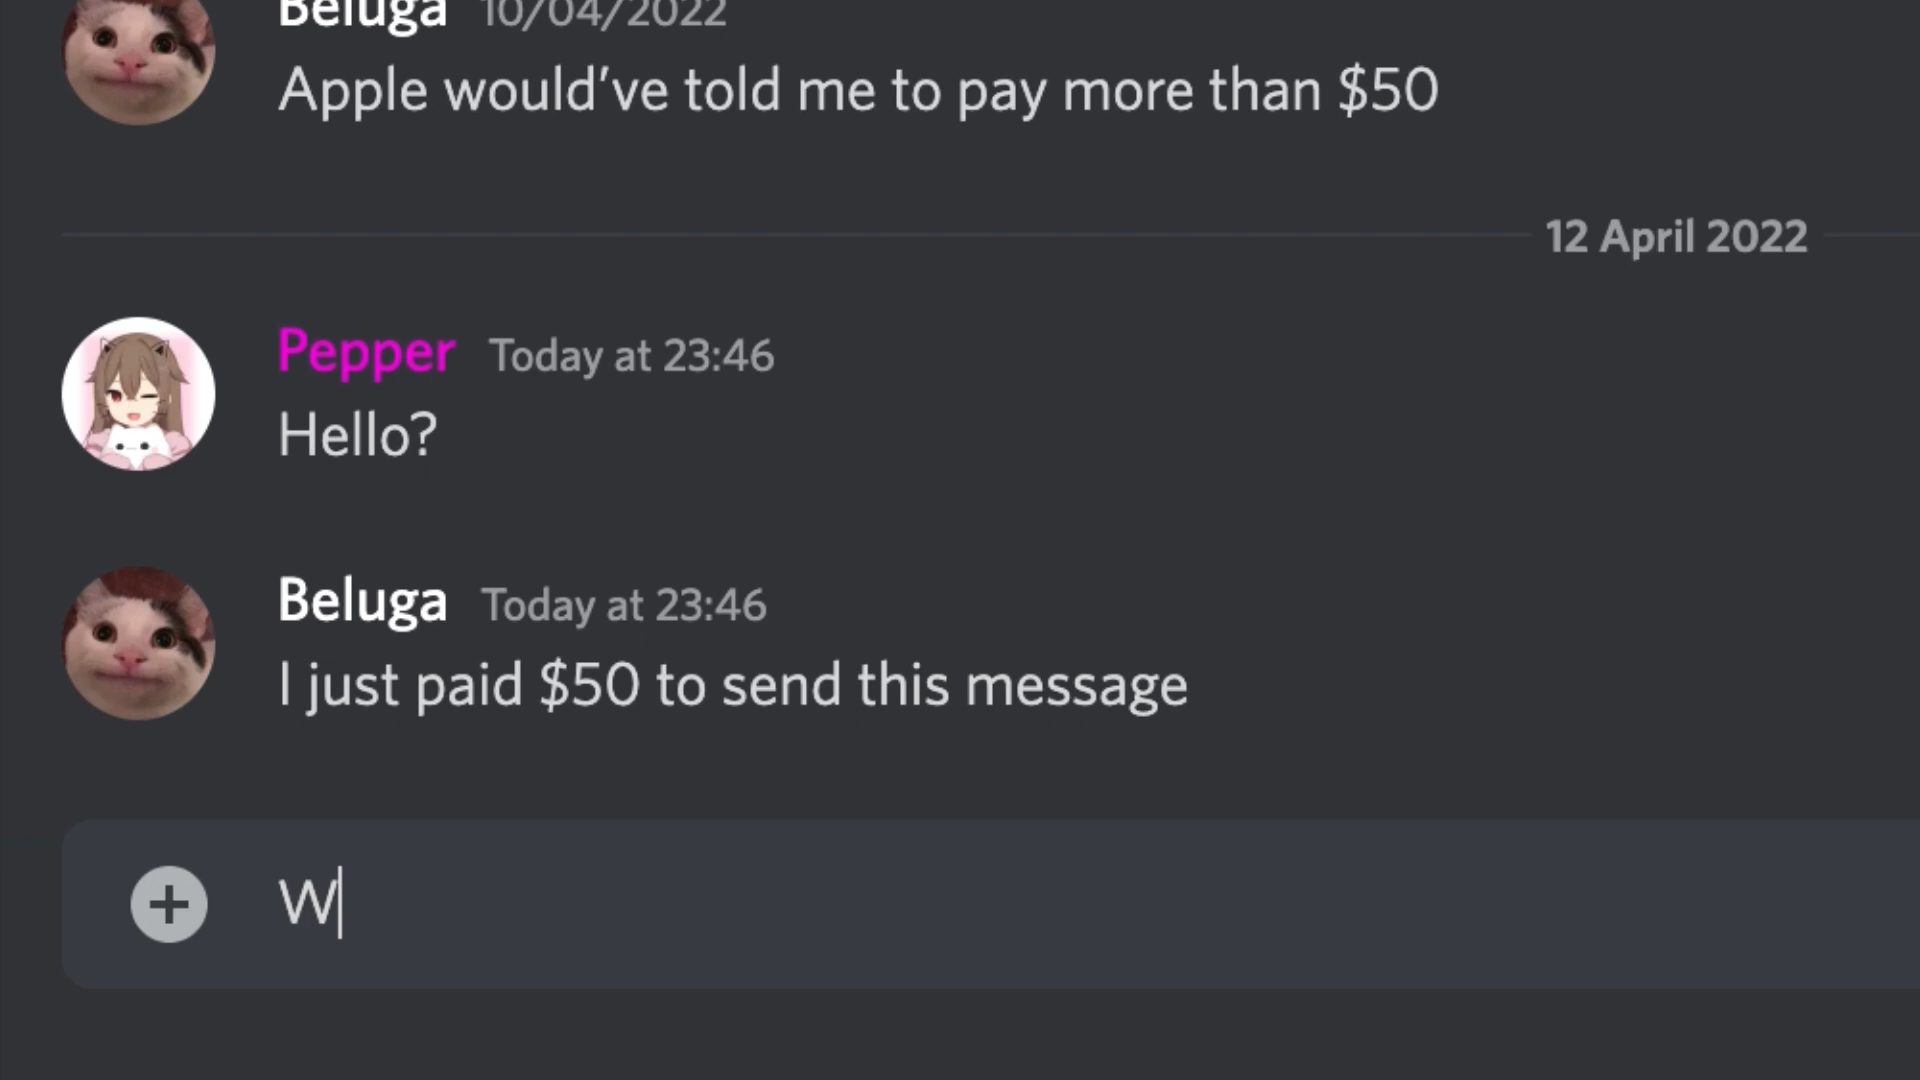 Beluga 10/04/2022
Apple would’ve told me to pay more than $50
12 April 2022
Pepper Today at 23:46
Hello?
Beluga Today at 23:46
I just paid $50 to send this message
W